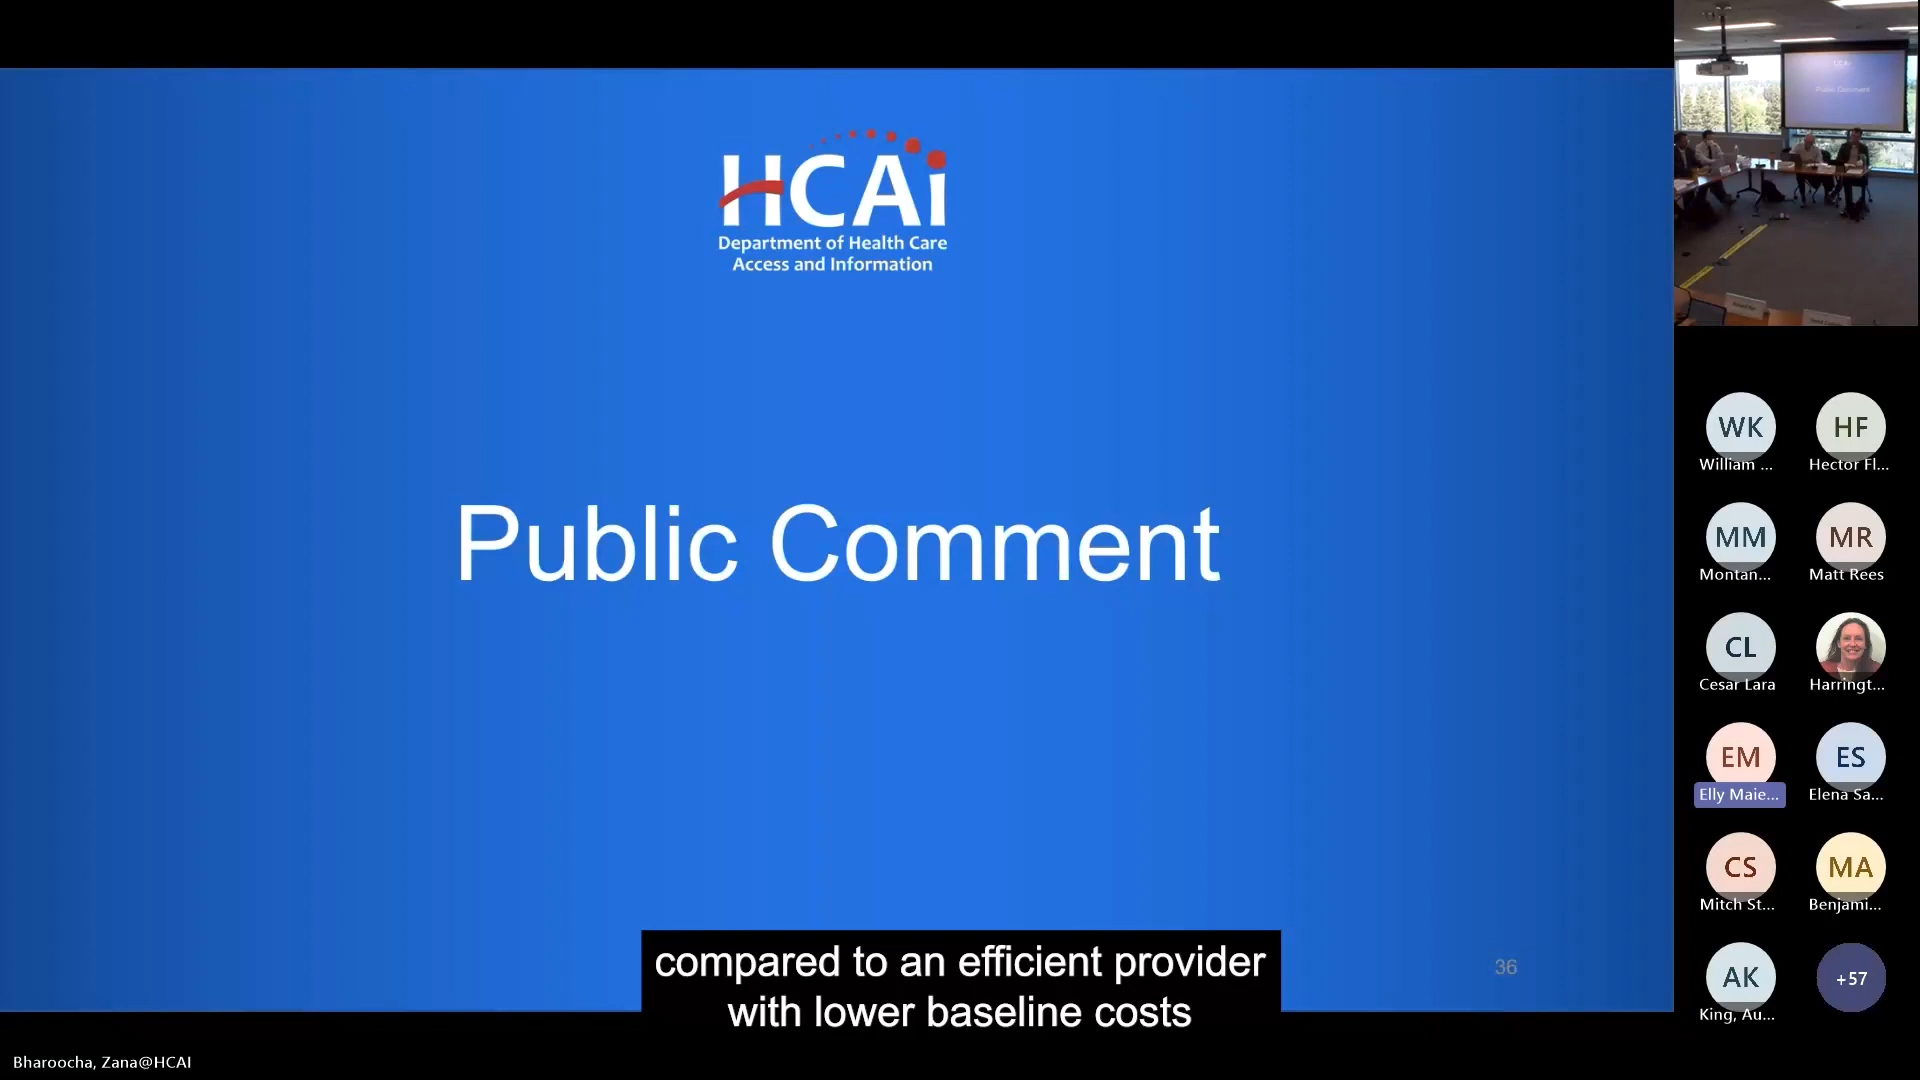 HCAi
Department of Health Care
Access and Information
Public Comment
36
compared to an efficient provider
with lower baseline costs
Bharoocha, Zana@HCAI
Public Comment
WK
William ...
HF
Hector Fl...
MM
Montan...
MR
Matt Rees
CL
Cesar Lara
Harringt...
EM
Elly Maie...
ES
Elena Sa...
CS
Mitch St...
MA
Benjami...
AK
King, Au...
+57